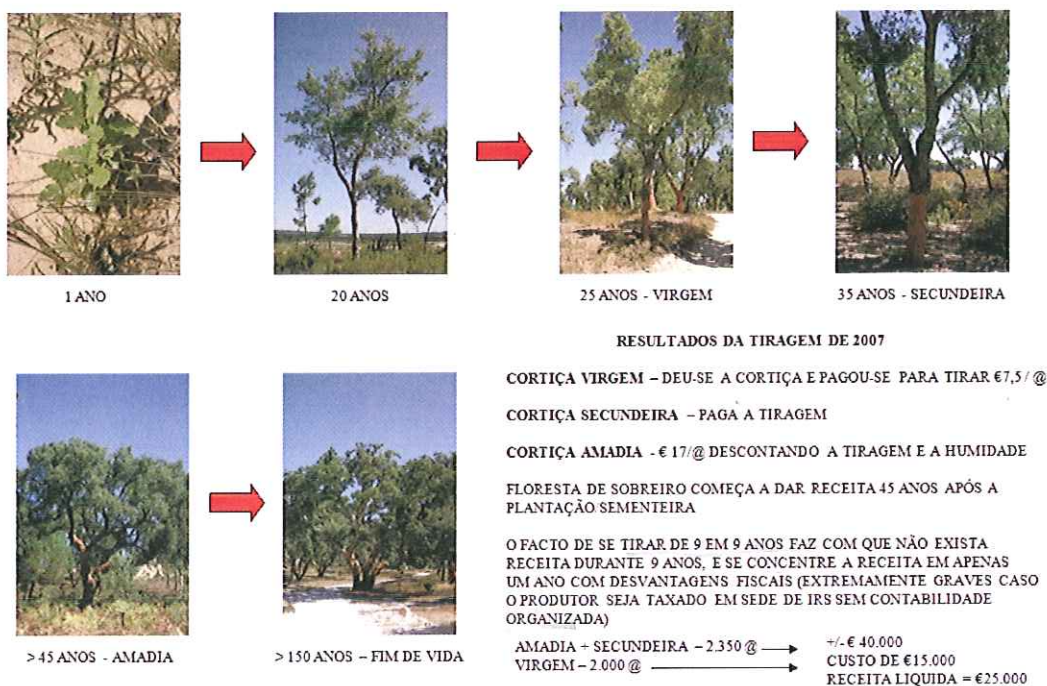 1 ANO
20 ANOS
25 ANOS - VIRGEM
35 ANOS - SECUNDEIRA
RESULTADOS DA TIRAGEM DE 2007
CORTIÇA VIRGEM – DEU-SE A CORTIÇA E PAGOU-SE PARA TIRAR €7,5 / @
CORTIÇA SECUNDEIRA – PAGA A TIRAGEM
CORTIÇA AMADIA - € 17/@ DESCONTANDO A TIRAGEM E A HUMIDADE
FLORESTA DE SOBREIRO COMEÇA A DAR RECEITA 45 ANOS APÓS A
PLANTAÇÃO/SEMENTEIRA
O FACTO DE SE TIRAR DE 9 EM 9 ANOS FAZ COM QUE NÃO EXISTA
RECEITA DURANTE 9 ANOS, E SE CONCENTRE A RECEITA EM APENAS
UM ANO COM DESVANTAGENS FISCAIS (EXTREMAMENTE GRAVES CASO
O PRODUTOR SEJA TAXADO EM SEDE DE IRS SEM CONTABILIDADE
ORGANIZADA)
AMADIA + SECUNDEIRA – 2.350 @ +/- € 40.000
VIRGEM – 2.000 @ CUSTO DE €15.000
RECEITA LIQUIDA = €25.000
> 45 ANOS - AMADIA
> 150 ANOS – FIM DE VIDA